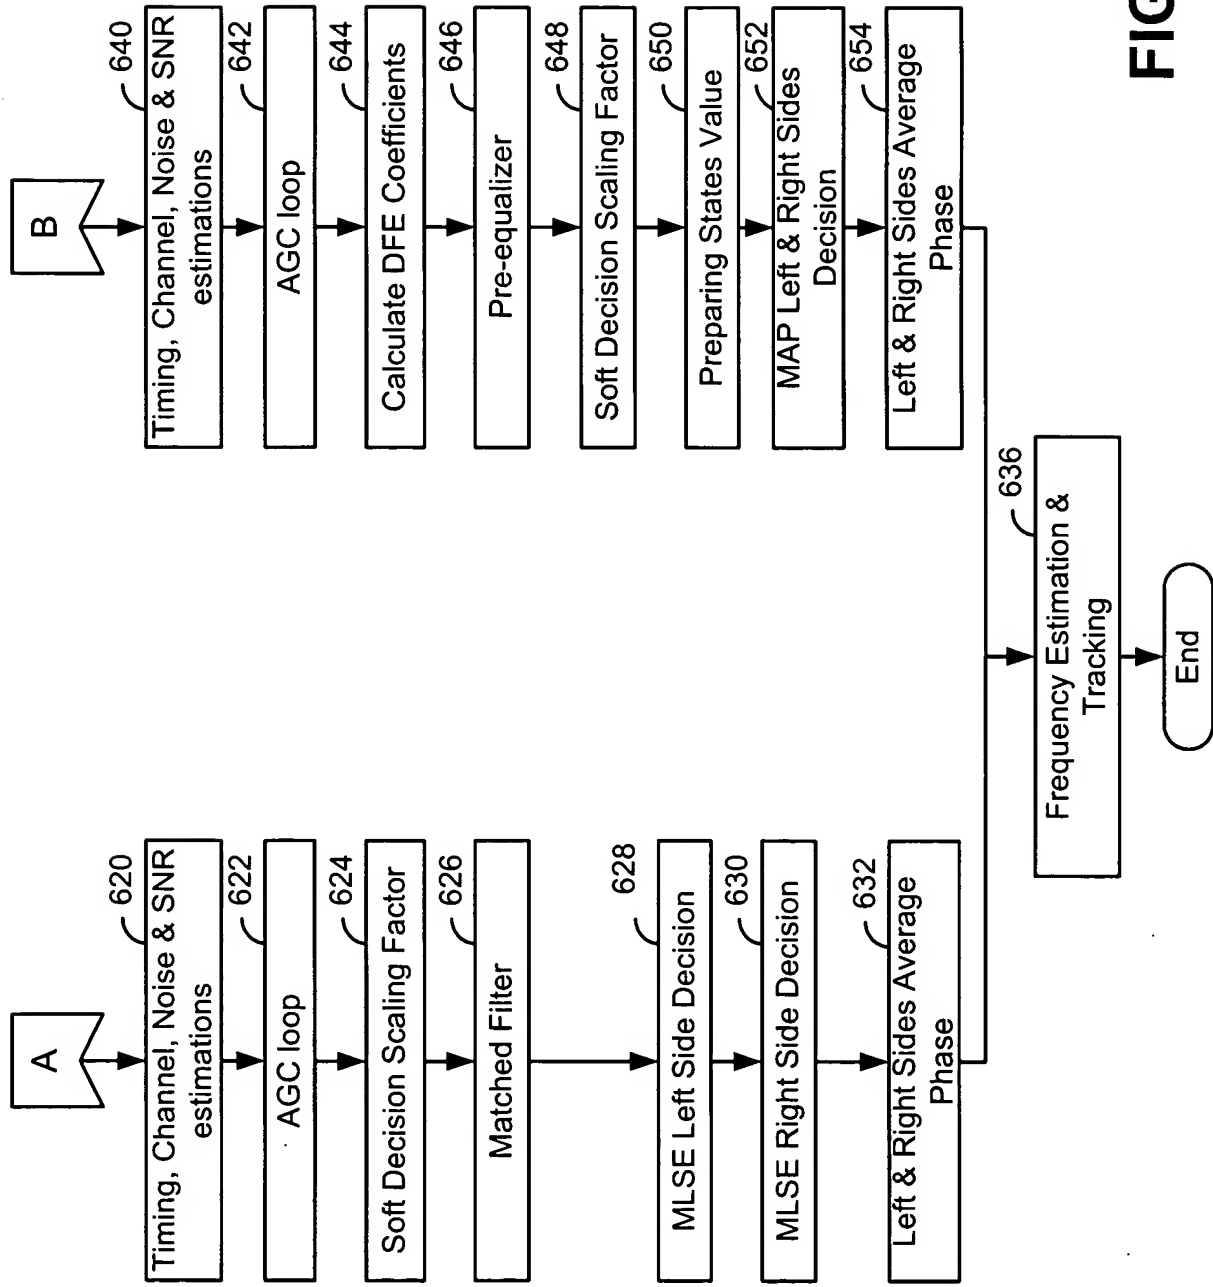 A
620
Timing, Channel, Noise & SNR
estimations
622
AGC loop
624
Soft Decision Scaling Factor
626
Matched Filter
628
MLSE Left Side Decision
630
MLSE Right Side Decision
632
Left & Right Sides Average
Phase
B
640
Timing, Channel, Noise & SNR
estimations
642
AGC loop
644
Calculate DFE Coefficients
646
Pre-equalizer
648
Soft Decision Scaling Factor
650
Preparing States Value
652
MAP Left & Right Sides
Decision
654
Left & Right Sides Average
Phase
636
Frequency Estimation &
Tracking
End